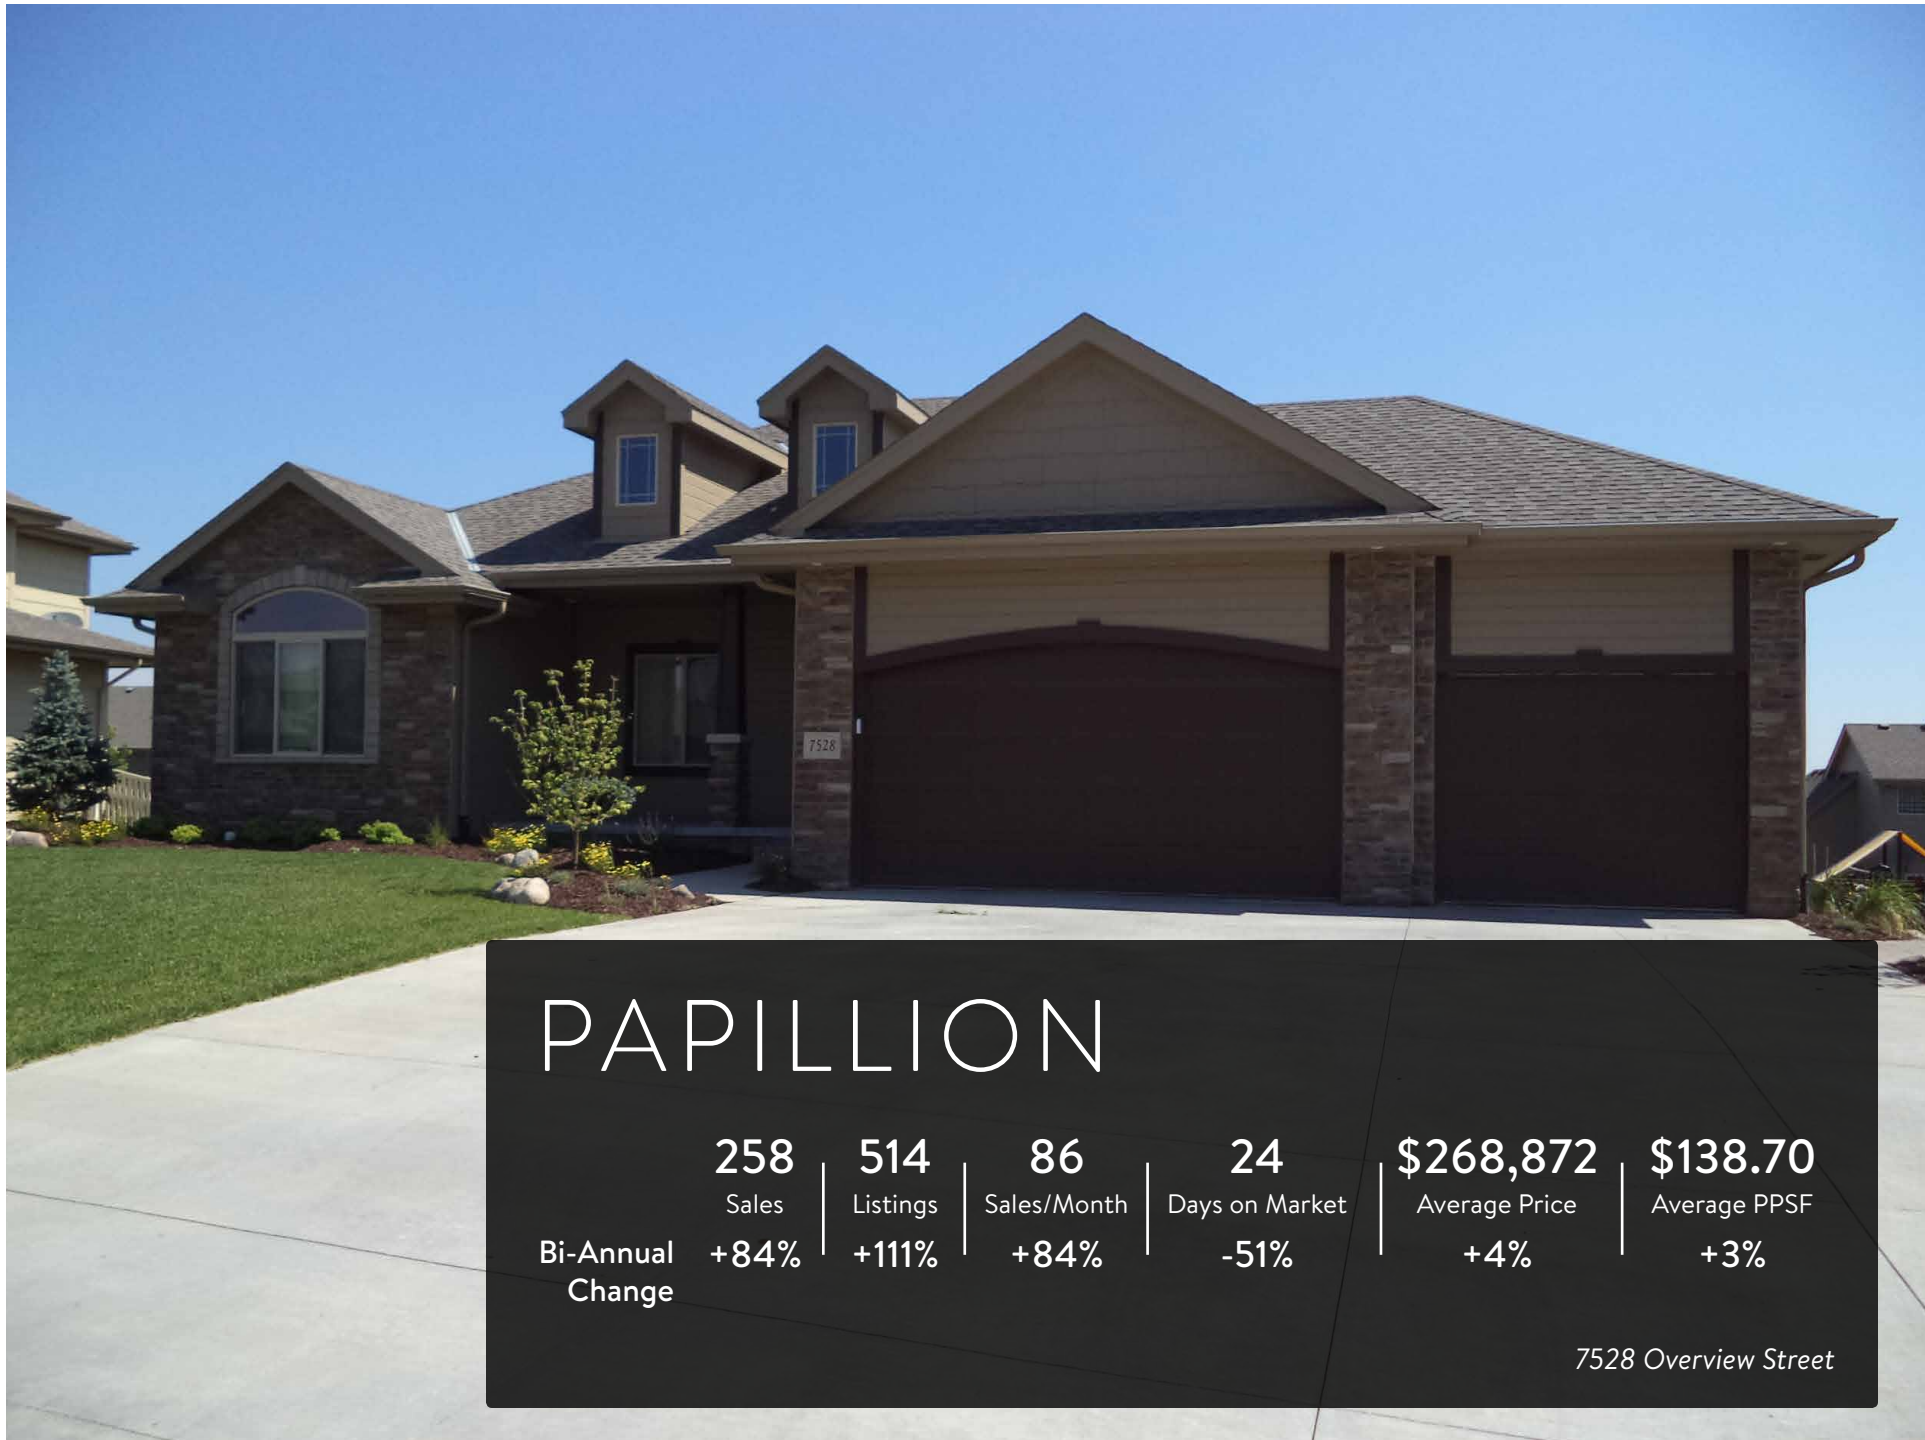 7528
PAPILLION
258 514 86 24 $268,872 $138.70
Sales Listings Sales/Month Days on Market Average Price Average PPSF
Bi-Annual +84% +111% +84% -51% +4% +3%
Change
7528 Overview Street